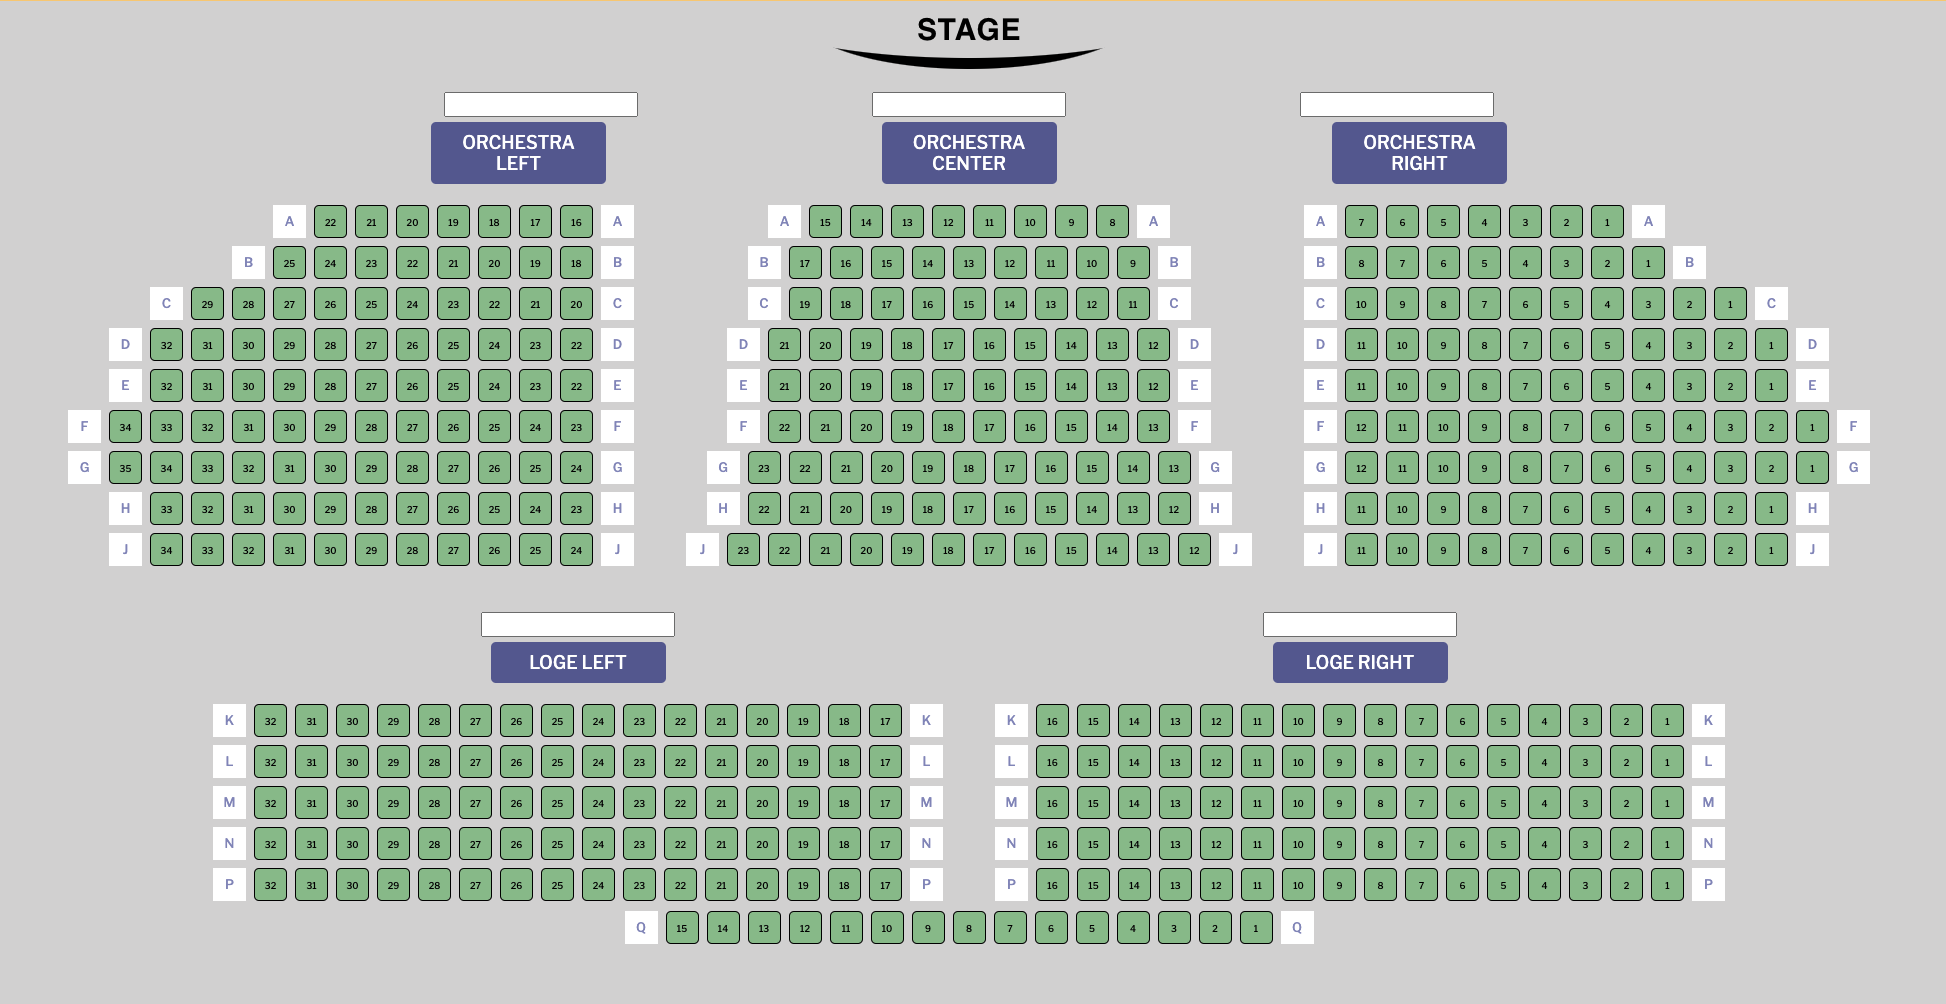 STAGE
ORCHESTRA
LEFT
ORCHESTRA
CENTER
ORCHESTRA
RIGHT
A 22 21 20 19 18 17 16 A A 15 14 13 12 11 10 9 8 A A 7 6 5 4 3 2 1 A
B 25 24 23 22 21 20 19 18 B B 17 16 15 14 13 12 11 10 9 B B 8 7 6 5 4 3 2 1 B
C 29 28 27 26 25 24 23 22 21 20 C C 19 18 17 16 15 14 13 12 11 C C 10 9 8 7 6 5 4 3 2 1 C
D 32 31 30 29 28 27 26 25 24 23 22 D D 21 20 19 18 17 16 15 14 13 12 D D 11 10 9 8 7 6 5 4 3 2 1 D
E 32 31 30 29 28 27 26 25 24 23 22 E E 21 20 19 18 17 16 15 14 13 12 E E 11 10 9 8 7 6 5 4 3 2 1 E
F 34 33 32 31 30 29 28 27 26 25 24 23 F F 22 21 20 19 18 17 16 15 14 13 F F 12 11 10 9 8 7 6 5 4 3 2 1 F
G 35 34 33 32 31 30 29 28 27 26 25 24 G G 23 22 21 20 19 18 17 16 15 14 13 G G 12 11 10 9 8 7 6 5 4 3 2 1 G
H 33 32 31 30 29 28 27 26 25 24 23 H H 22 21 20 19 18 17 16 15 14 13 12 H H 11 10 9 8 7 6 5 4 3 2 1 H
J 34 33 32 31 30 29 28 27 26 25 24 J J 23 22 21 20 19 18 17 16 15 14 13 12 J J 11 10 9 8 7 6 5 4 3 2 1 J
LOGE LEFT
LOGE RIGHT
K 32 31 30 29 28 27 26 25 24 23 22 21 20 19 18 17 K K 16 15 14 13 12 11 10 9 8 7 6 5 4 3 2 1 K
L 32 31 30 29 28 27 26 25 24 23 22 21 20 19 18 17 L L 16 15 14 13 12 11 10 9 8 7 6 5 4 3 2 1 L
M 32 31 30 29 28 27 26 25 24 23 22 21 20 19 18 17 M M 16 15 14 13 12 11 10 9 8 7 6 5 4 3 2 1 M
N 32 31 30 29 28 27 26 25 24 23 22 21 20 19 18 17 N N 16 15 14 13 12 11 10 9 8 7 6 5 4 3 2 1 N
P 32 31 30 29 28 27 26 25 24 23 22 21 20 19 18 17 P P 16 15 14 13 12 11 10 9 8 7 6 5 4 3 2 1 P
Q 15 14 13 12 11 10 9 8 7 6 5 4 3 2 1 Q